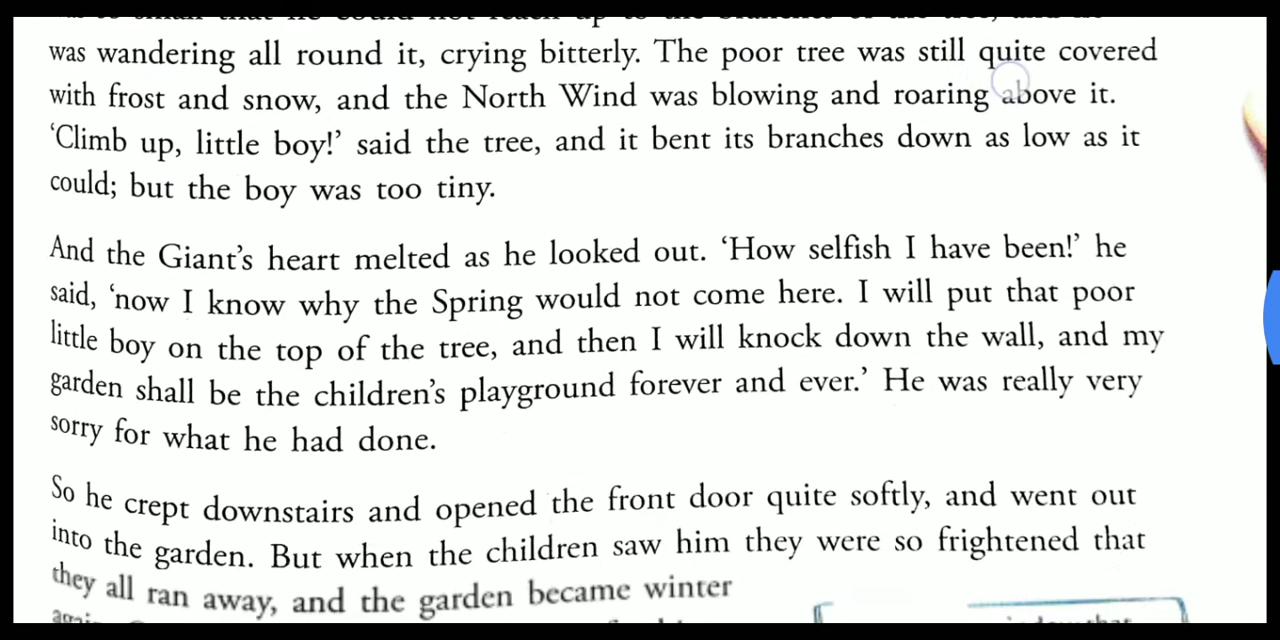 was wandering all round it, crying bitterly. The poor tree was still quite covered
with frost and snow, and the North Wind was blowing and roaring above it.
‘Climb up, little boy!’ said the tree, and it bent its branches down as low as it
could; but the boy was too tiny.
And the Giant’s heart melted as he looked out. ‘How selfish I have been!’ he
said, ‘now I know why the Spring would not come here. I will put that poor
little boy on the top of the tree, and then I will knock down the wall, and my
garden shall be the children’s playground forever and ever.’ He was really very
sorry for what he had done.
So he crept downstairs and opened the front door quite softly, and went out
into the garden. But when the children saw him they were so frightened that
they all ran away, and the garden became winter